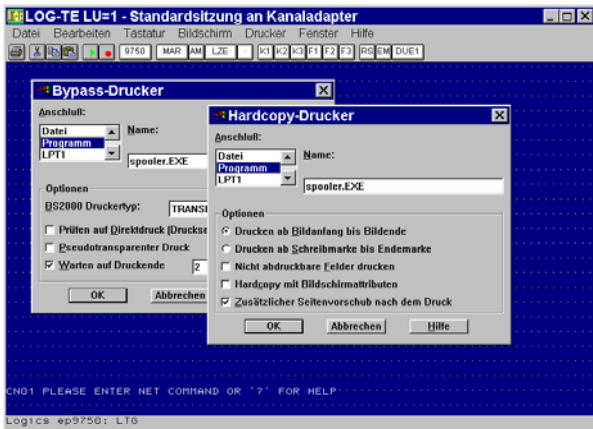 LOG-TE LU=1 - Standardsitzung an Kanaladapter
Datei Bearbeiten Tastatur Bildschirm Drucker Fenster Hilfe
9750 MAR AM LZE K1 K2 K3 F1 F2 F3 RS EM DUE1
Bypass-Drucker
Anschluß:
Datei
Programm
LPT1
Name:
spooler.EXE
Optionen
BS2000 Druckertyp: TRANSI
Prüfen auf Direktdruck (Druckse
Pseudotransparenter Druck
Warten auf Druckende 2
OK Abbrechen
Hardcopy-Drucker
Anschluß:
Datei
Programm
LPT1
Name:
spooler.EXE
Optionen
Drucken ab Bildanfang bis Bildende
Drucken ab Schreibmarke bis Endemarke
Nicht abdruckbare Felder drucken
Hardcopy mit Bildschirmattributen
Zusätzlicher Seitenvorschub nach dem Druck
OK Abbrechen Hilfe
CN01 PLEASE ENTER NET COMMAND OR '?' FOR HELP
Logics ep9750: LTG